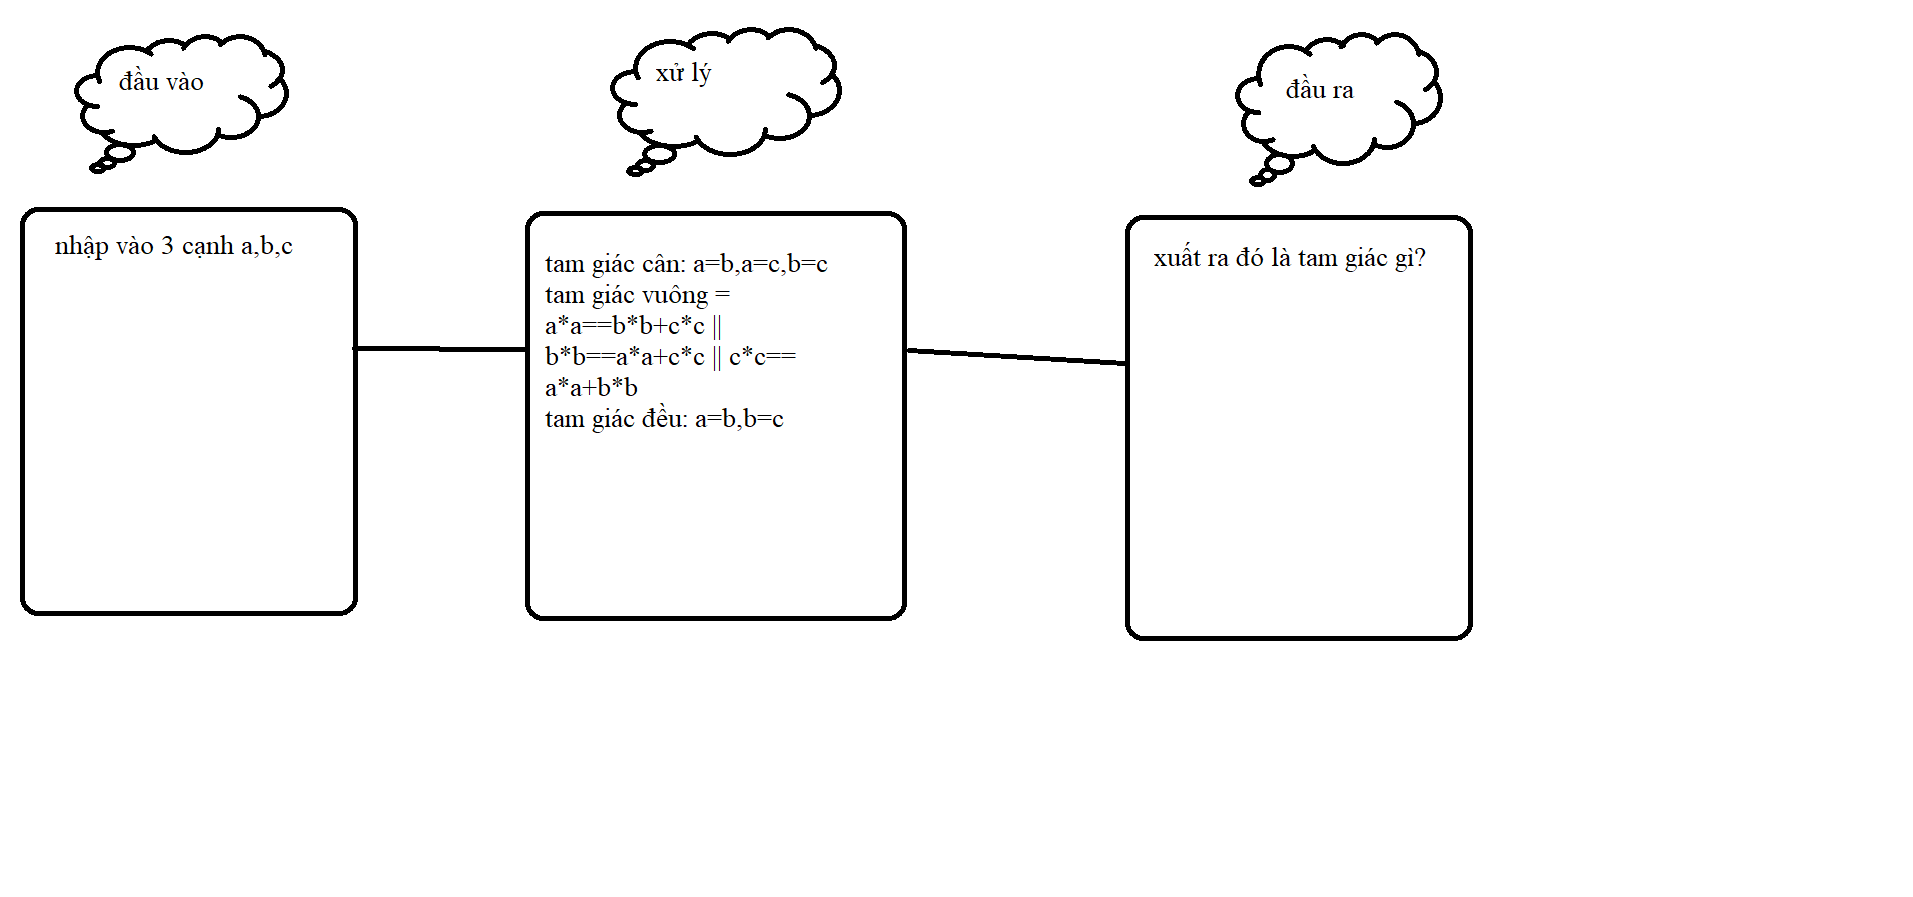 đầu vào
xử lý
đầu ra
nhập vào 3 cạnh a,b,c
tam giác cân: a=b,a=c,b=c
tam giác vuông =
a*a==b*b+c*c ||
b*b==a*a+c*c || c*c==
a*a+b*b
tam giác đều: a=b,b=c
xuất ra đó là tam giác gì?